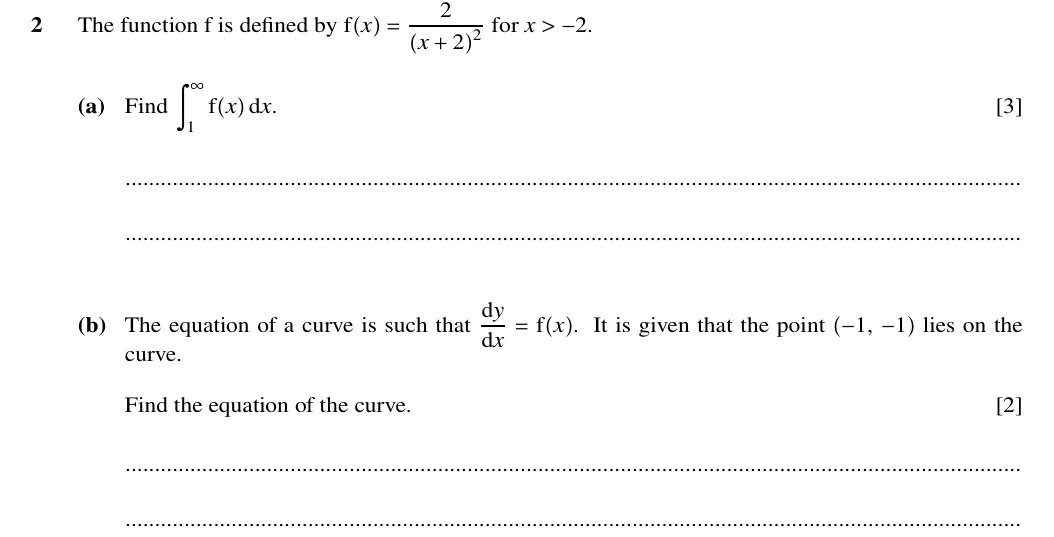 2 The function f is defined by f(x) = 2/(x + 2)² for x > −2.
(a) Find ∫₁^∞ f(x) dx. [3]
(b) The equation of a curve is such that dy/dx = f(x). It is given that the point (−1, −1) lies on the
curve.
Find the equation of the curve. [2]